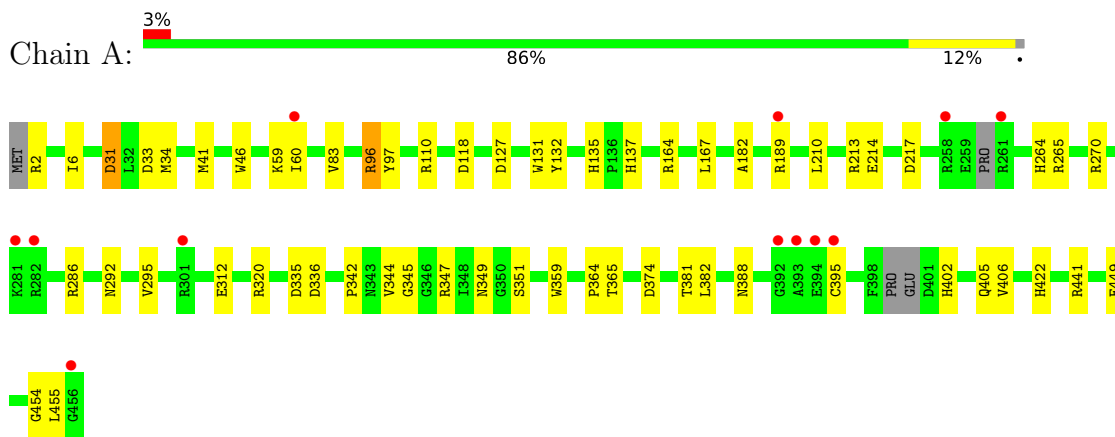 3%
Chain A:
86% 12% •
MET R2 I6 D31 L32 D33 M34 M41 W46 K59 I60 V83 R96 Y97 R110 D118 D127 W131 Y132 H135 P136 H137 R164 L167 A182 R189 L210 R213 E214 D217 R258 E259 PRO R261 H264 R265 R270
K281 R282 R286 N292 V295 R301 E312 R320 D335 D336 P342 N343 V344 G345 G346 R347 I348 N349 G350 S351 W359 P364 T365 D374 T381 L382 N388 G392 A393 E394 C395 F398 PRO GLU D401 H402 Q405 V406 H422 R441
G454 L455 G456